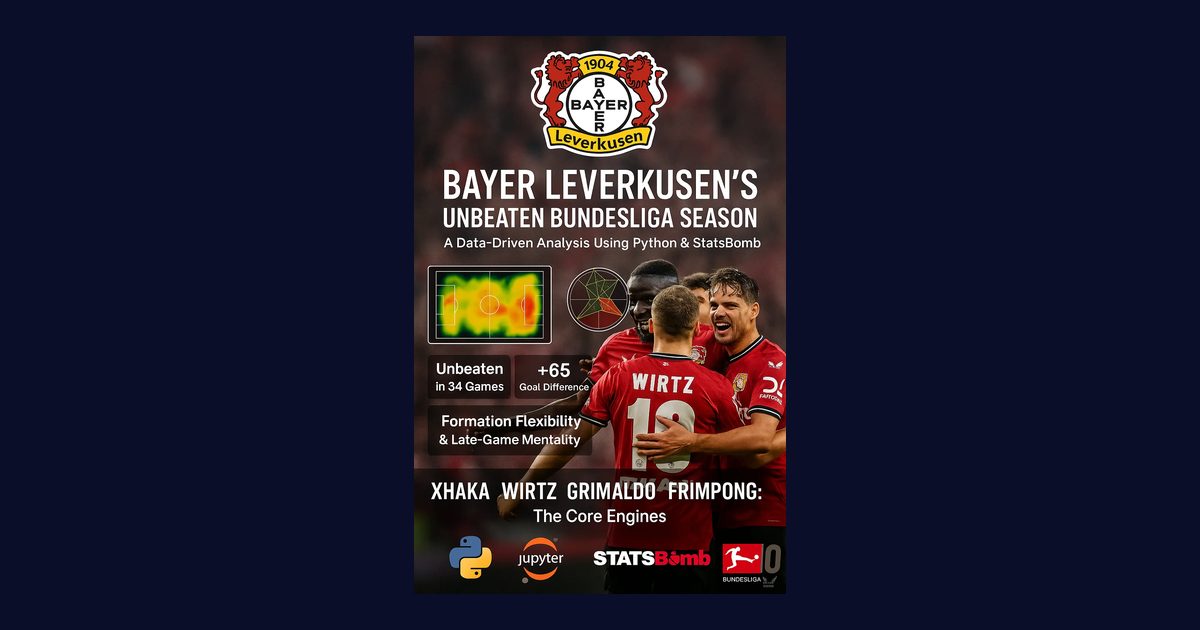 1904
BAYER
BAYER
Leverkusen
BAYER LEVERKUSEN'S
UNBEATEN BUNDESLIGA SEASON
A Data-Driven Analysis Using Python & StatsBomb
Unbeaten
in 34 Games
+65
Goal Difference
Formation Flexibility
& Late-Game Mentality
WIRTZ
XHAKA WIRTZ GRIMALDO FRIMPONG:
The Core Engines
jupyter
STATSBomb
BUNDESLIGA